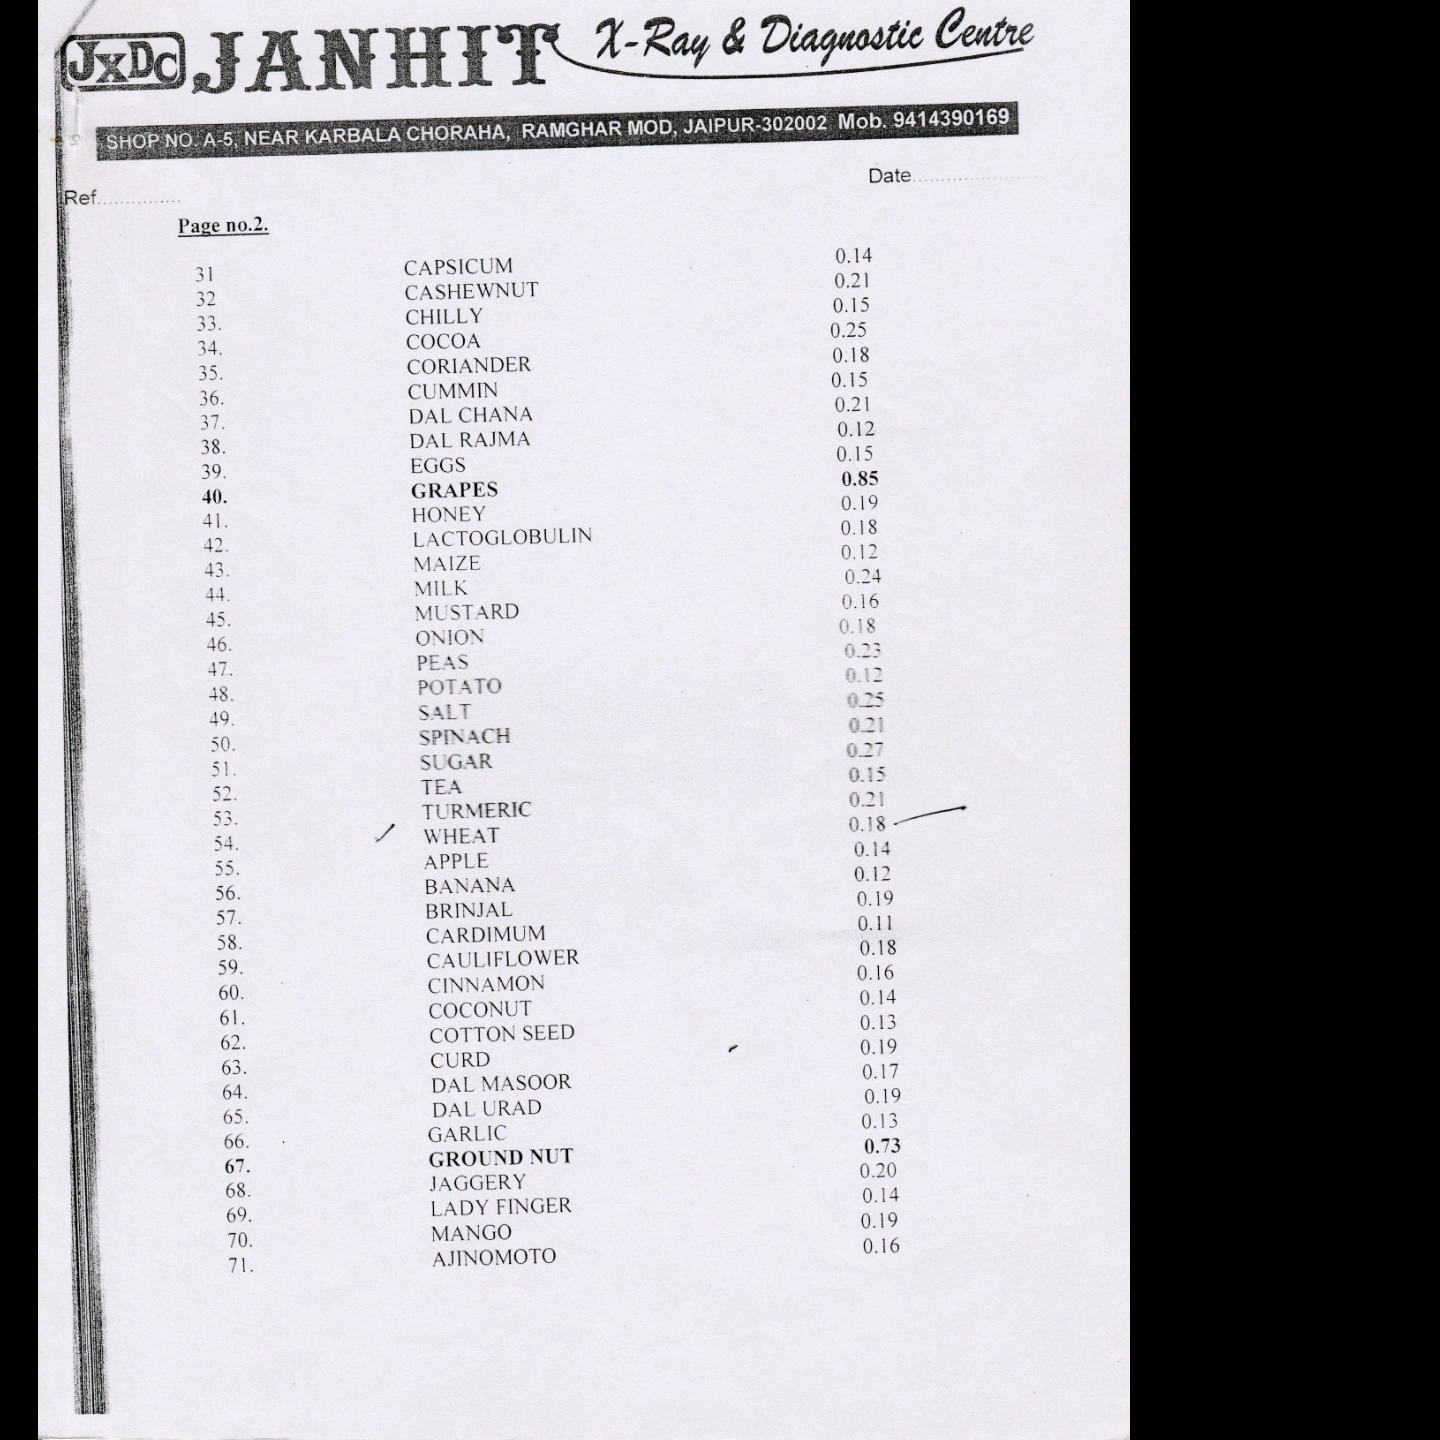 JxDc JANHIT X-Ray & Diagnostic Centre
SHOP NO. A-5, NEAR KARBALA CHORAHA, RAMGHAR MOD, JAIPUR-302002 Mob. 9414390169
Ref............... Date......................
Page no.2.
31 CAPSICUM 0.14
32 CASHEWNUT 0.21
33. CHILLY 0.15
34. COCOA 0.25
35. CORIANDER 0.18
36. CUMMIN 0.15
37. DAL CHANA 0.21
38. DAL RAJMA 0.12
39. EGGS 0.15
40. GRAPES 0.85
41. HONEY 0.19
42. LACTOGLOBULIN 0.18
43. MAIZE 0.12
44. MILK 0.24
45. MUSTARD 0.16
46. ONION 0.18
47. PEAS 0.23
48. POTATO 0.12
49. SALT 0.25
50. SPINACH 0.21
51. SUGAR 0.27
52. TEA 0.15
53. TURMERIC 0.21
54. WHEAT 0.18
55. APPLE 0.14
56. BANANA 0.12
57. BRINJAL 0.19
58. CARDIMUM 0.11
59. CAULIFLOWER 0.18
60. CINNAMON 0.16
61. COCONUT 0.14
62. COTTON SEED 0.13
63. CURD 0.19
64. DAL MASOOR 0.17
65. DAL URAD 0.19
66. GARLIC 0.13
67. GROUND NUT 0.73
68. JAGGERY 0.20
69. LADY FINGER 0.14
70. MANGO 0.19
71. AJINOMOTO 0.16